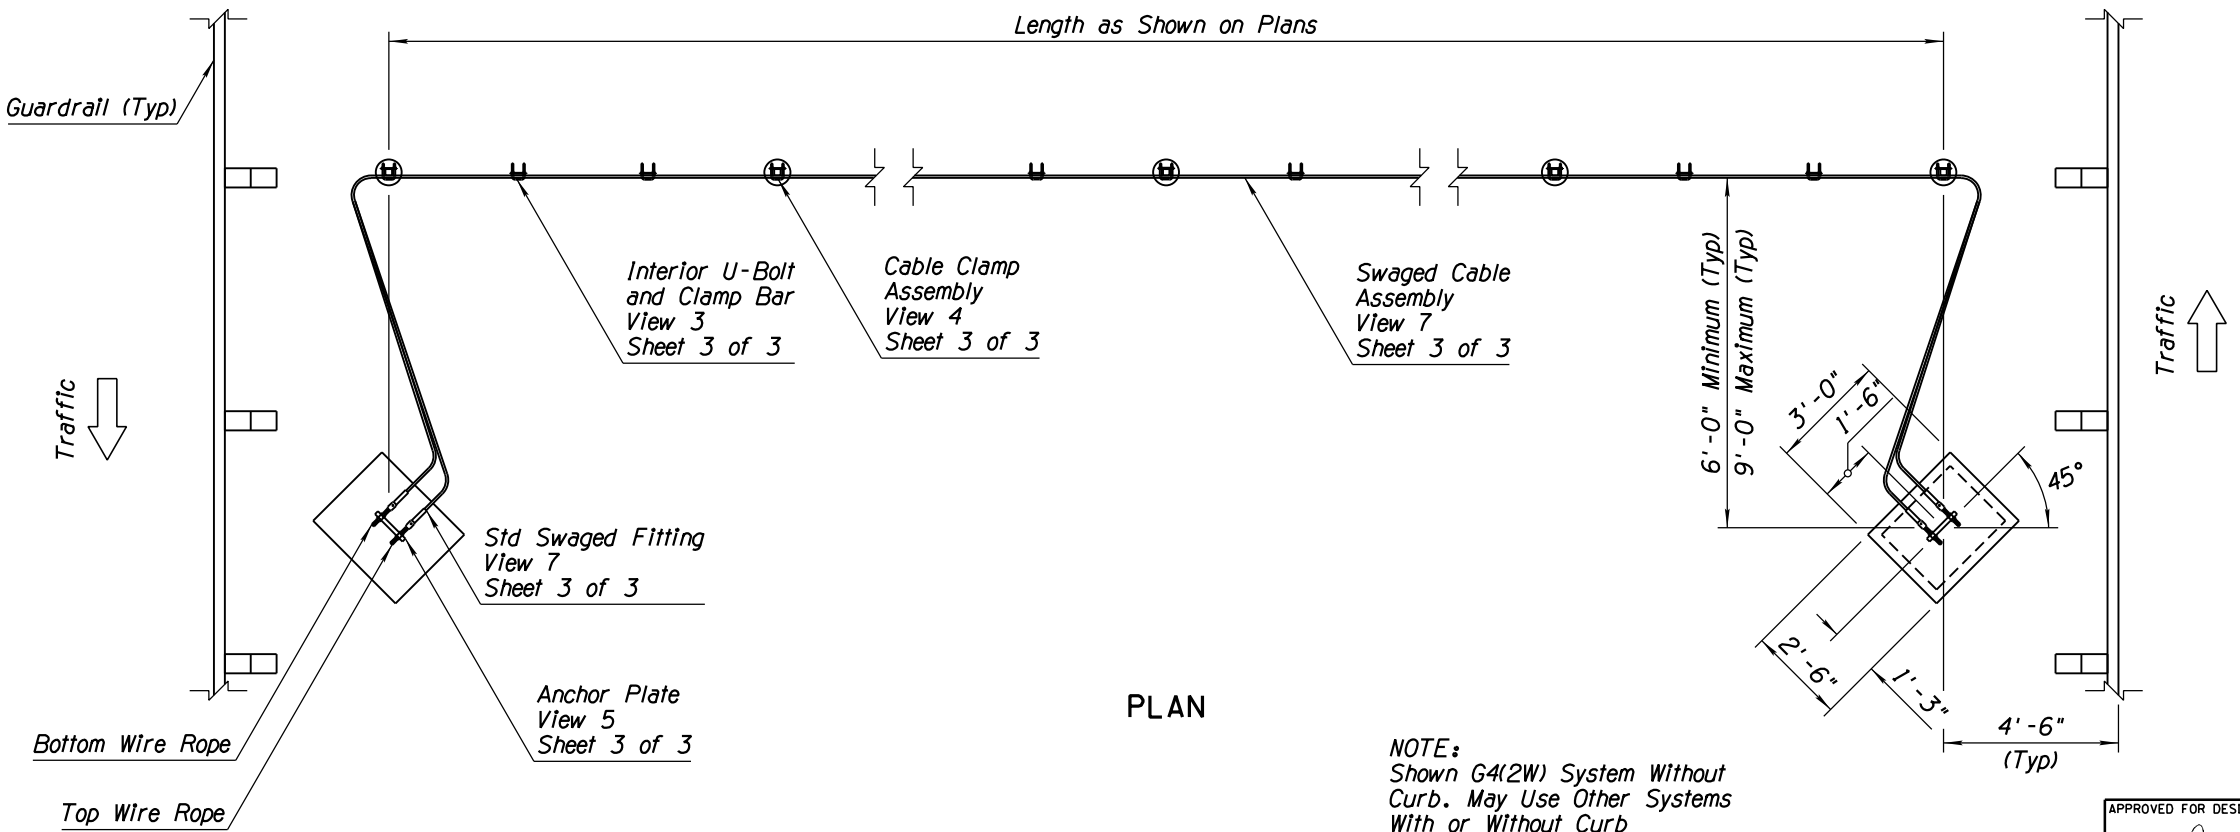 Length as Shown on Plans
Guardrail (Typ)
Interior U-Bolt
and Clamp Bar
View 3
Sheet 3 of 3
Cable Clamp
Assembly
View 4
Sheet 3 of 3
Swaged Cable
Assembly
View 7
Sheet 3 of 3
6'-0" Minimum (Typ)
9'-0" Maximum (Typ)
Traffic
Traffic
3'-0"
1'-6"
45°
Std Swaged Fitting
View 7
Sheet 3 of 3
2'-6"
1'-3"
Anchor Plate
View 5
Sheet 3 of 3
Bottom Wire Rope
Top Wire Rope
PLAN
4'-6"
(Typ)
NOTE:
Shown G4(2W) System Without
Curb. May Use Other Systems
With or Without Curb
APPROVED FOR DES